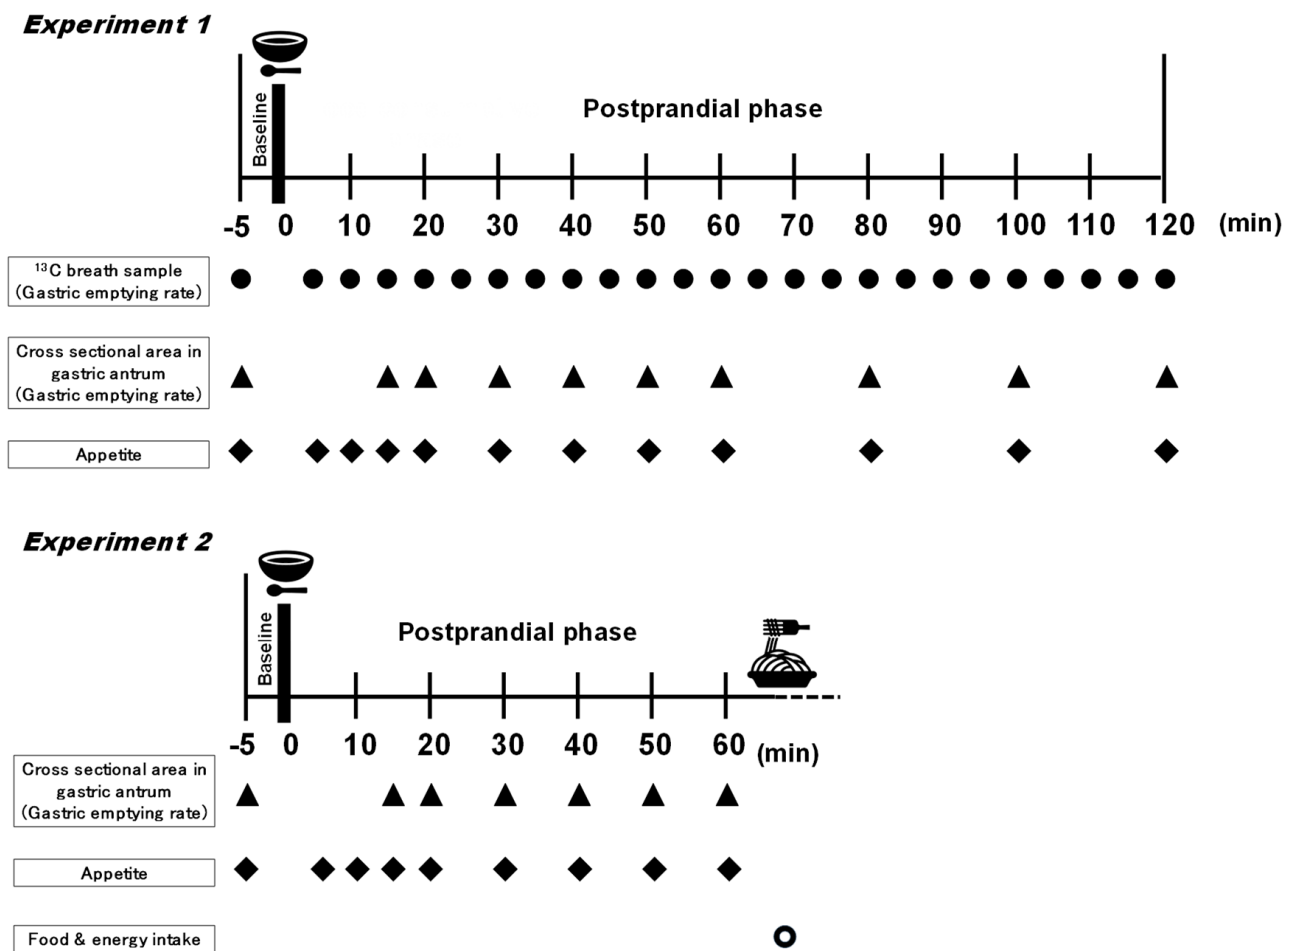 Experiment 1
Baseline
Postprandial phase
-5 0 10 20 30 40 50 60 70 80 90 100 110 120 (min)
¹³C breath sample
(Gastric emptying rate)
Cross sectional area in
gastric antrum
(Gastric emptying rate)
Appetite
Experiment 2
Baseline
Postprandial phase
-5 0 10 20 30 40 50 60 (min)
Cross sectional area in
gastric antrum
(Gastric emptying rate)
Appetite
Food & energy intake